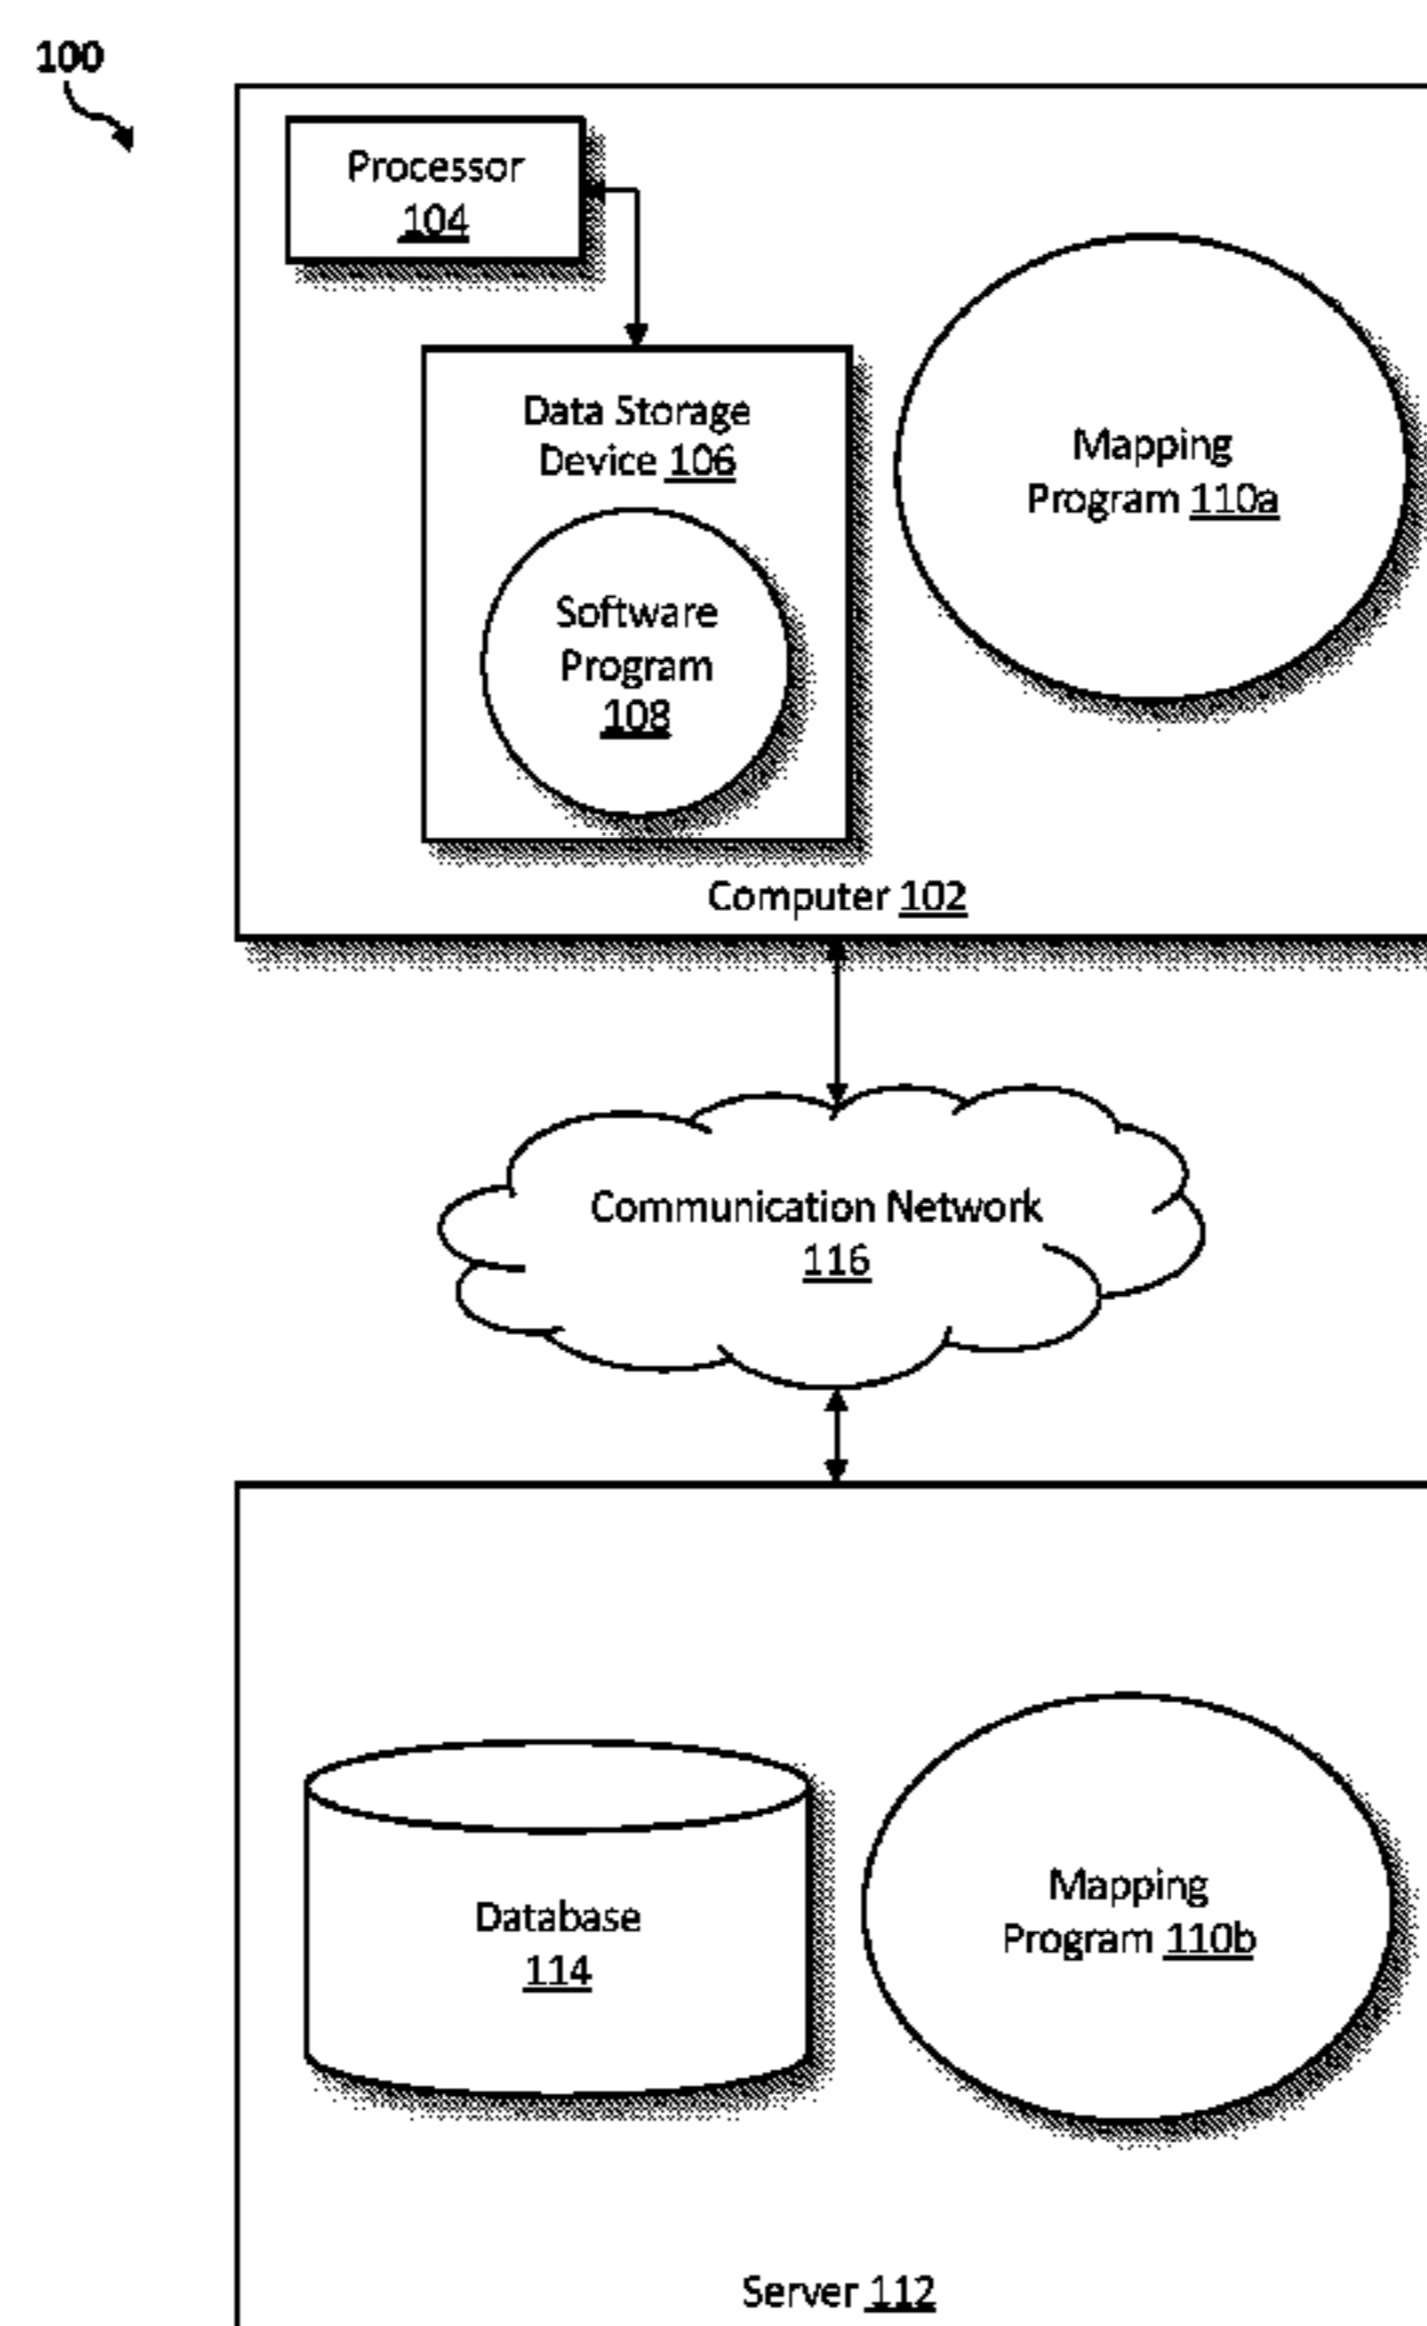 100
Processor
104
Data Storage
Device 106
Mapping
Program 110a
Software
Program
108
Computer 102
Communication Network
116
Database
114
Mapping
Program 110b
Server 112